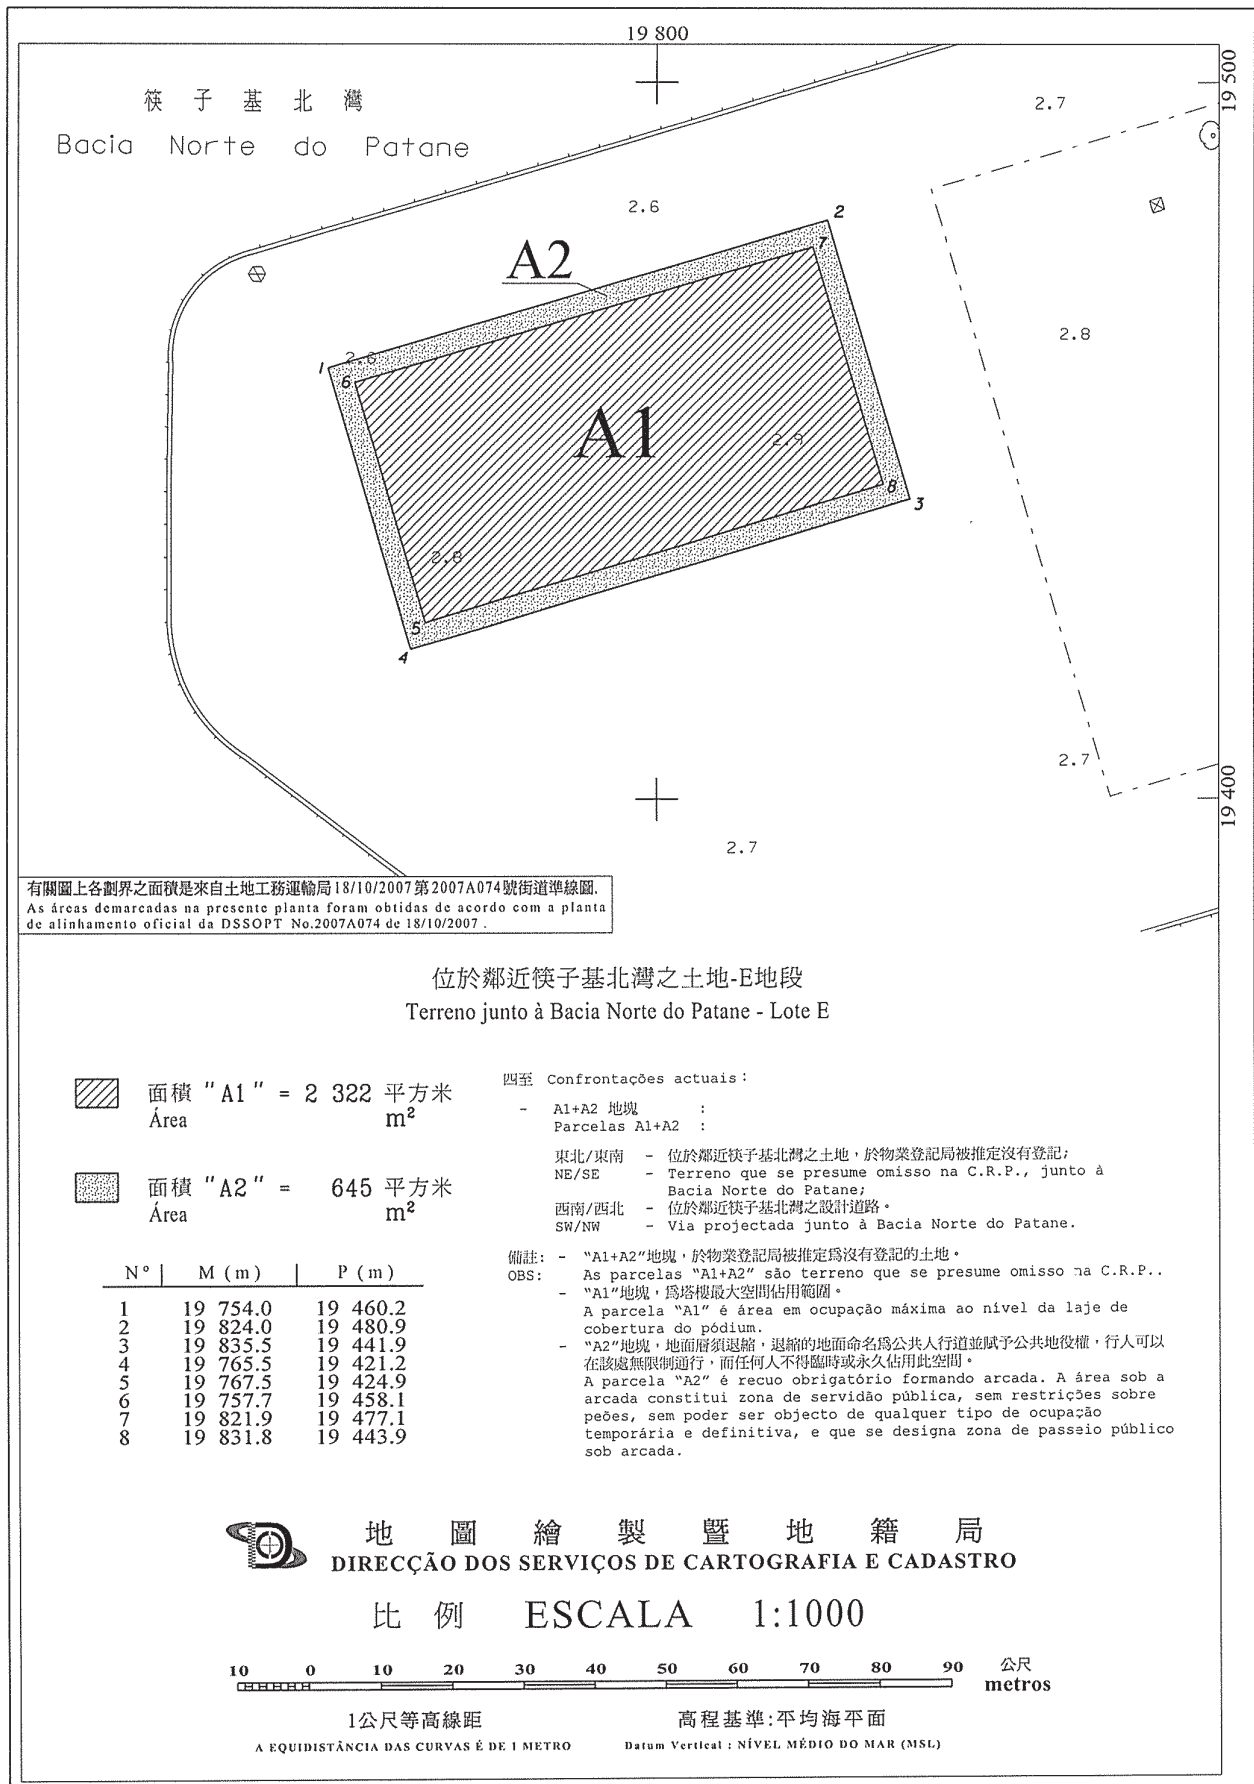 19 800
19 500
筷 子 基 北 灣
Bacia Norte do Patane
2.7
2.6
2
7
A2
2.8
1
2.6
6
A1
2.9
8
3
2.8
5
4
19 400
2.7
2.7
有關圖上各劃界之面積是來自土地工務運輸局18/10/2007第2007A074號街道準線圖.
As áreas demarcadas na presente planta foram obtidas de acordo com a planta
de alinhamento oficial da DSSOPT No.2007A074 de 18/10/2007 .
位於鄰近筷子基北灣之土地-E地段
Terreno junto à Bacia Norte do Patane - Lote E
面積 "A1" = 2 322 平方米
Área m²
面積 "A2" = 645 平方米
Área m²
Nº M (m) P (m)
1 19 754.0 19 460.2
2 19 824.0 19 480.9
3 19 835.5 19 441.9
4 19 765.5 19 421.2
5 19 767.5 19 424.9
6 19 757.7 19 458.1
7 19 821.9 19 477.1
8 19 831.8 19 443.9
四至 Confrontações actuais :
- A1+A2 地塊 :
Parcelas A1+A2 :
東北/東南 - 位於鄰近筷子基北灣之土地，於物業登記局被推定沒有登記;
NE/SE - Terreno que se presume omisso na C.R.P., junto à
Bacia Norte do Patane;
西南/西北 - 位於鄰近筷子基北灣之設計道路。
SW/NW - Via projectada junto à Bacia Norte do Patane.
備註: - "A1+A2"地塊，於物業登記局被推定爲沒有登記的土地。
OBS: As parcelas "A1+A2" são terreno que se presume omisso na C.R.P..
- "A1"地塊，爲塔樓最大空間佔用範圍。
A parcela "A1" é área em ocupação máxima ao nível da laje de
cobertura do pódium.
- "A2"地塊，地面層須退縮，退縮的地面命名爲公共人行道並賦予公共地役權，行人可以
在該處無限制通行，而任何人不得臨時或永久佔用此空間。
A parcela "A2" é recuo obrigatório formando arcada. A área sob a
arcada constitui zona de servidão pública, sem restrições sobre
peões, sem poder ser objecto de qualquer tipo de ocupação
temporária e definitiva, e que se designa zona de passeio público
sob arcada.
地 圖 繪 製 暨 地 籍 局
DIRECÇÃO DOS SERVIÇOS DE CARTOGRAFIA E CADASTRO
比 例 ESCALA 1:1000
10 0 10 20 30 40 50 60 70 80 90 公尺
metros
1公尺等高線距 高程基準:平均海平面
A EQUIDISTÂNCIA DAS CURVAS É DE 1 METRO Datum Vertical : NÍVEL MÉDIO DO MAR (MSL)